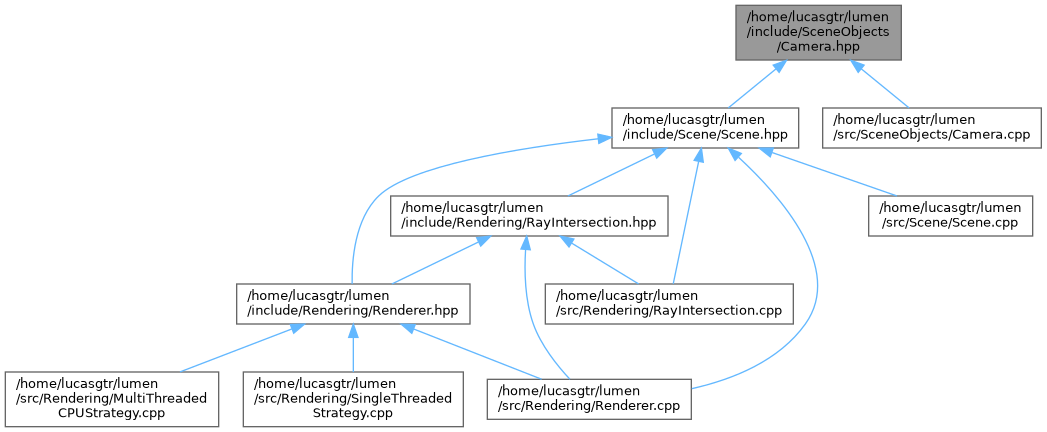 /home/lucasgtr/lumen
/include/SceneObjects
/Camera.hpp
/home/lucasgtr/lumen
/include/Scene/Scene.hpp
/home/lucasgtr/lumen
/src/SceneObjects/Camera.cpp
/home/lucasgtr/lumen
/include/Rendering/RayIntersection.hpp
/home/lucasgtr/lumen
/src/Scene/Scene.cpp
/home/lucasgtr/lumen
/include/Rendering/Renderer.hpp
/home/lucasgtr/lumen
/src/Rendering/RayIntersection.cpp
/home/lucasgtr/lumen
/src/Rendering/MultiThreaded
CPUStrategy.cpp
/home/lucasgtr/lumen
/src/Rendering/SingleThreaded
Strategy.cpp
/home/lucasgtr/lumen
/src/Rendering/Renderer.cpp